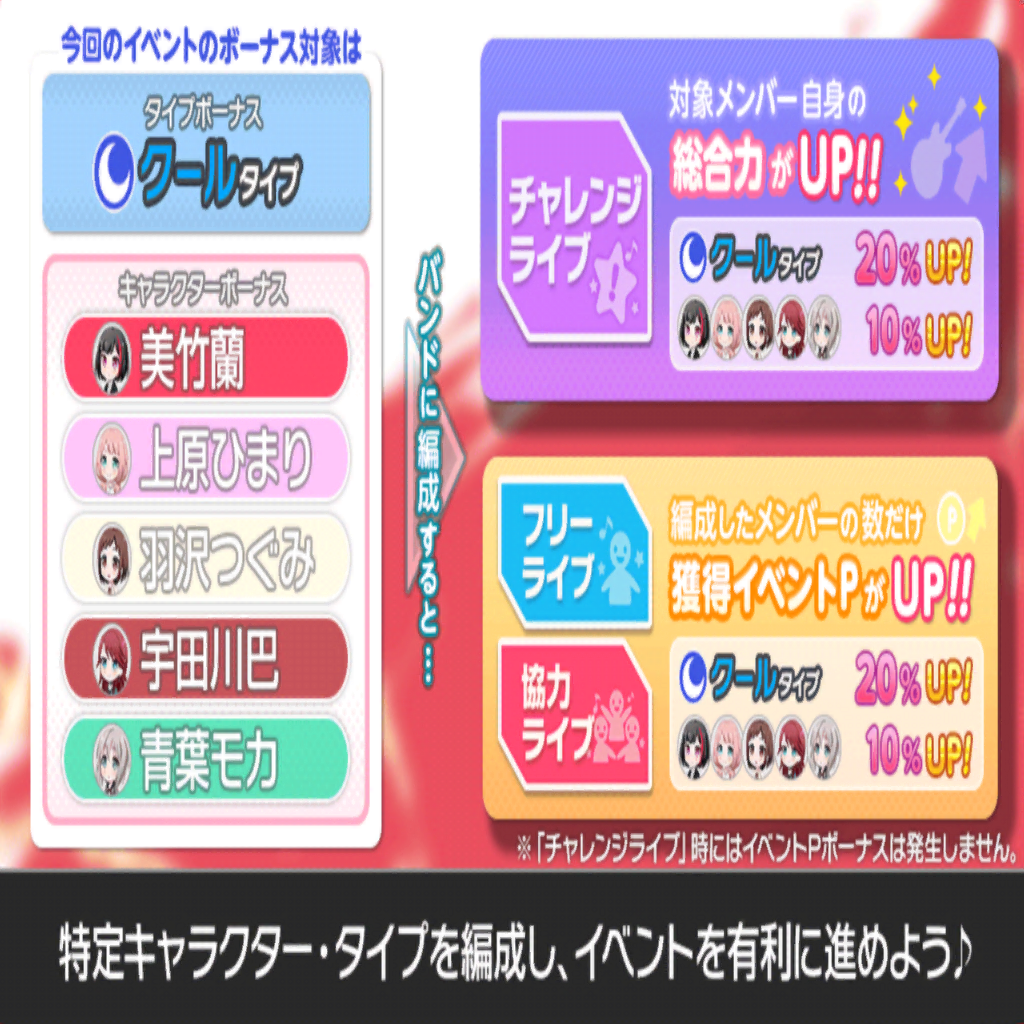 今回のイベントのボーナス対象は
タイプボーナス
クールタイプ
キャラクターボーナス
美竹蘭
上原ひまり
羽沢つぐみ
宇田川巴
青葉モカ
バンドに編成すると…
チャレンジ
ライブ
対象メンバー自身の
総合力がUP!!
クールタイプ 20%UP!
10%UP!
フリー
ライブ
協力
ライブ
編成したメンバーの数だけ P
獲得イベントPがUP!!
クールタイプ 20%UP!
10%UP!
※「チャレンジライブ」時にはイベントPボーナスは発生しません。
特定キャラクター・タイプを編成し、イベントを有利に進めよう♪